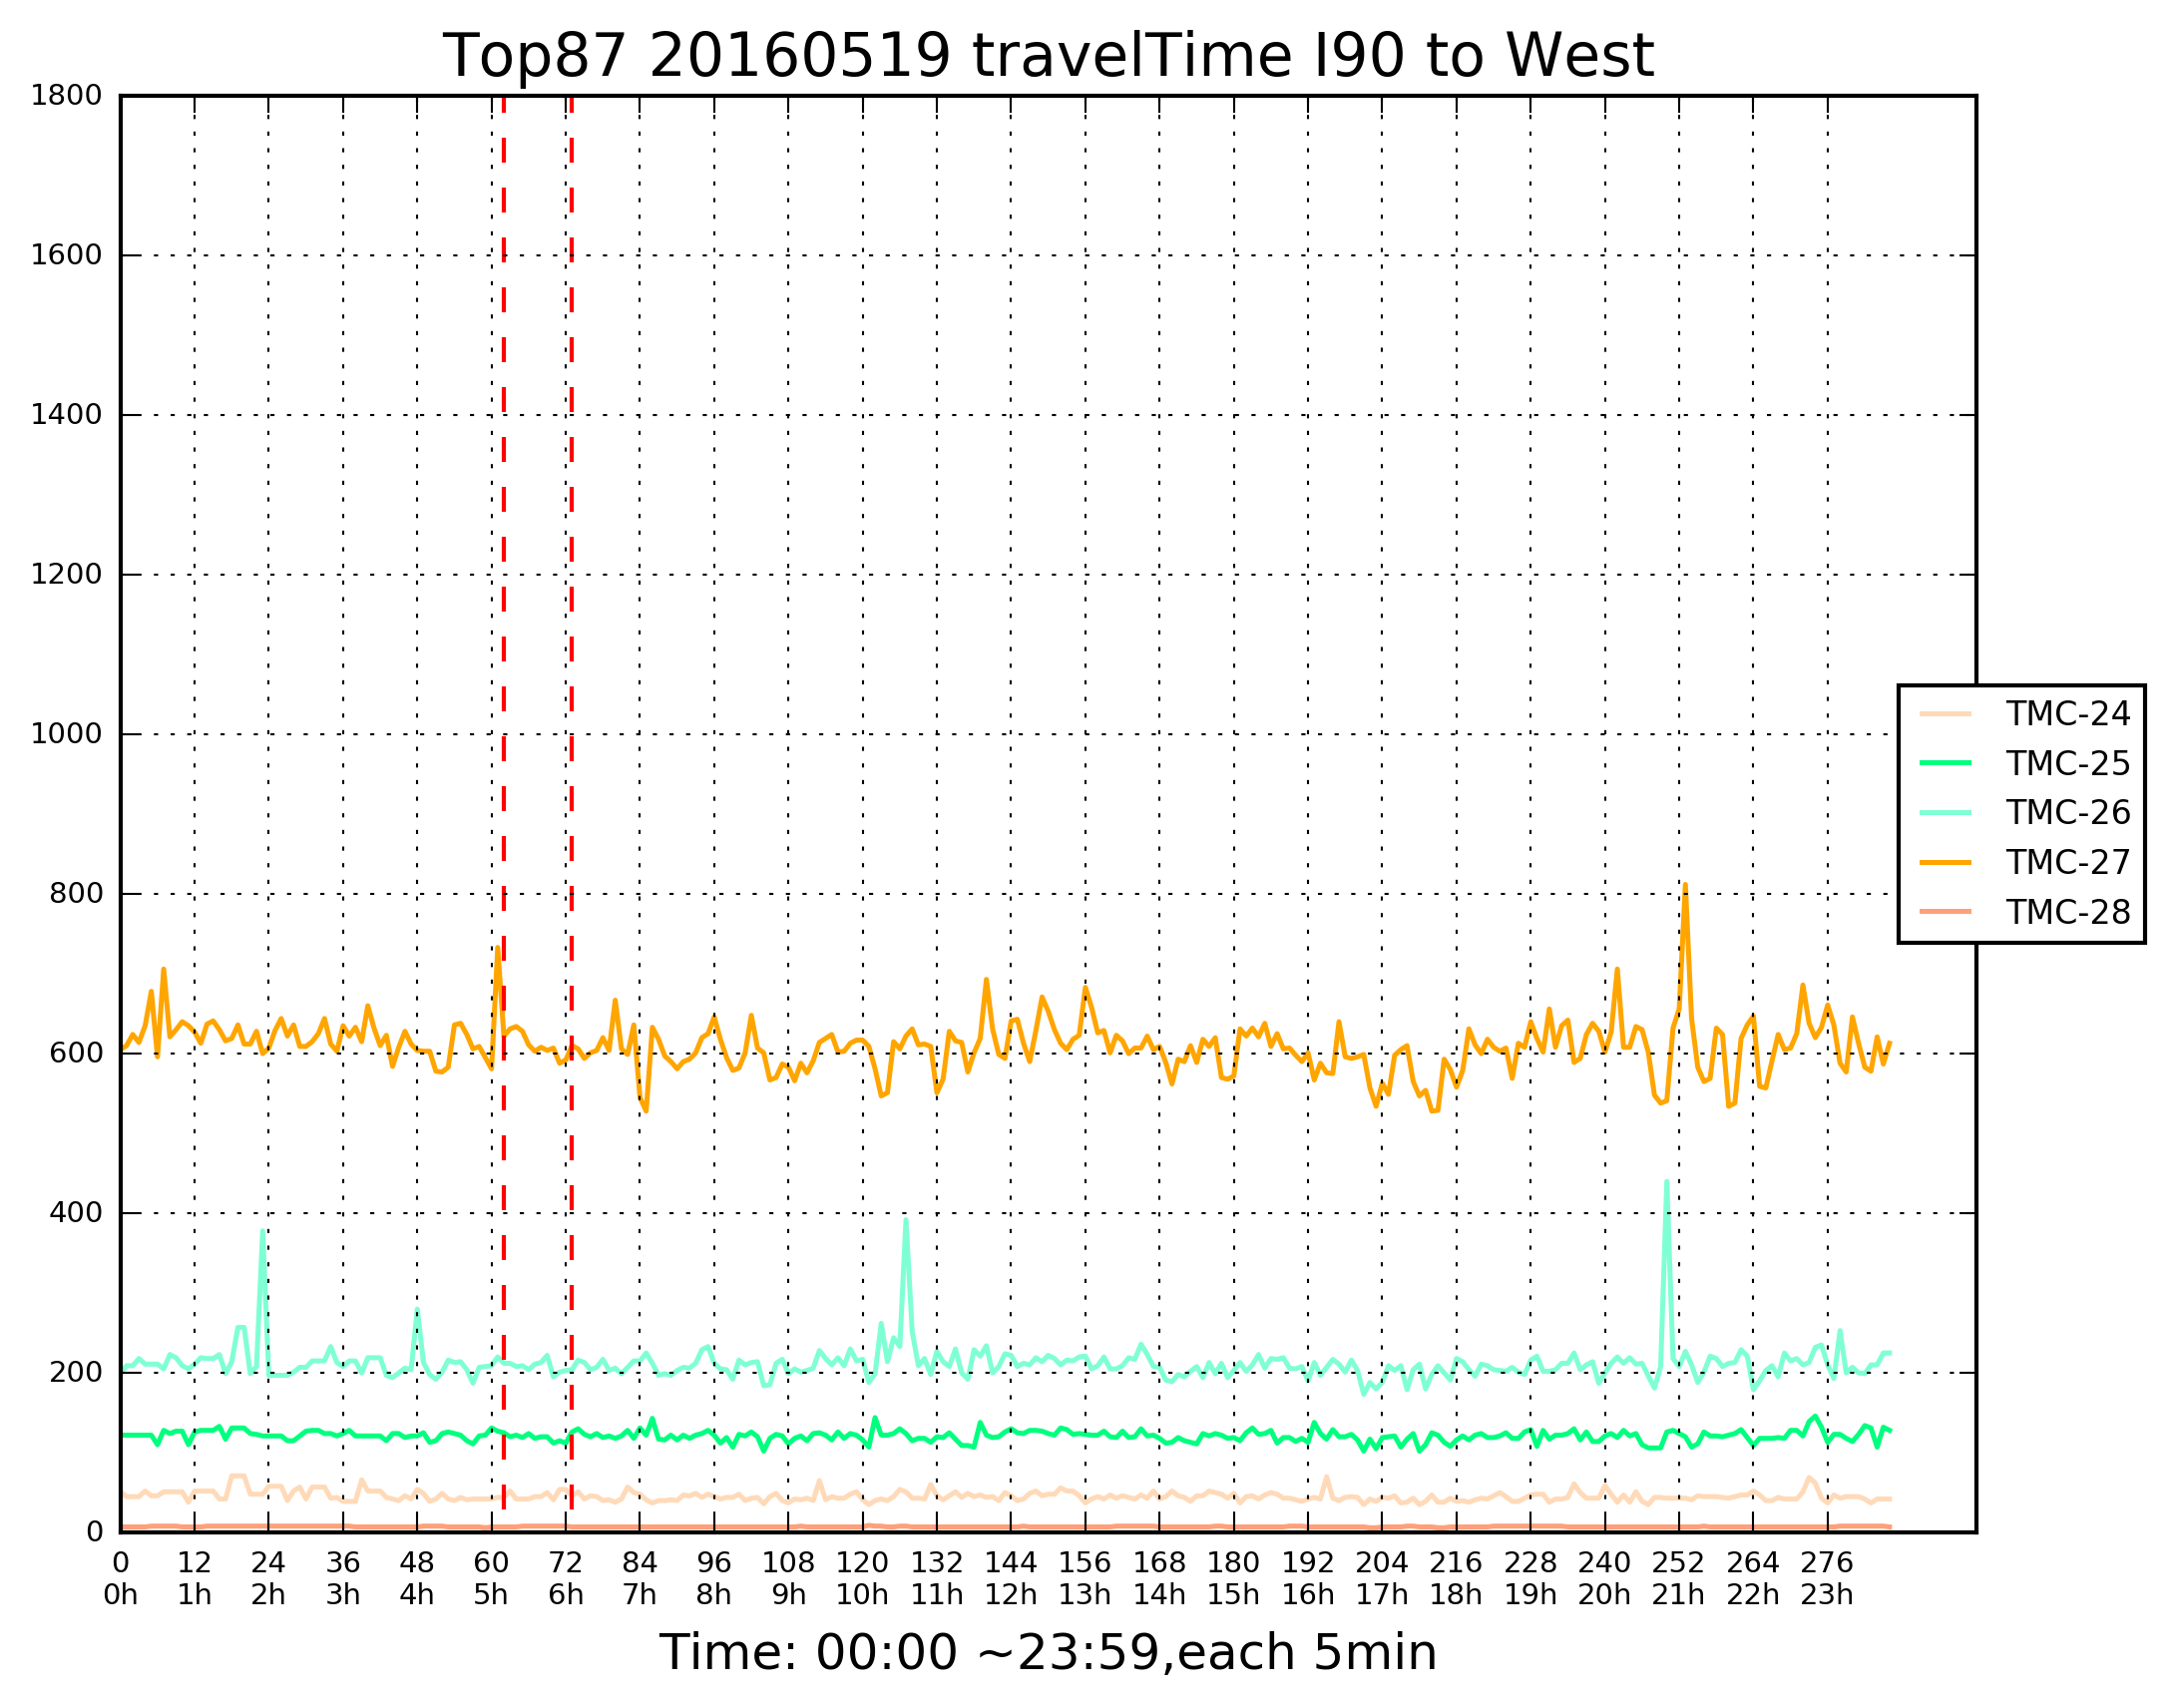 Top87 20160519 travelTime I90 to West
1800
1600
1400
1200
1000
800
600
400
200
0
TMC-24
TMC-25
TMC-26
TMC-27
TMC-28
0 12 24 36 48 60 72 84 96 108 120 132 144 156 168 180 192 204 216 228 240 252 264 276
0h 1h 2h 3h 4h 5h 6h 7h 8h 9h 10h 11h 12h 13h 14h 15h 16h 17h 18h 19h 20h 21h 22h 23h
Time: 00:00 ~23:59,each 5min